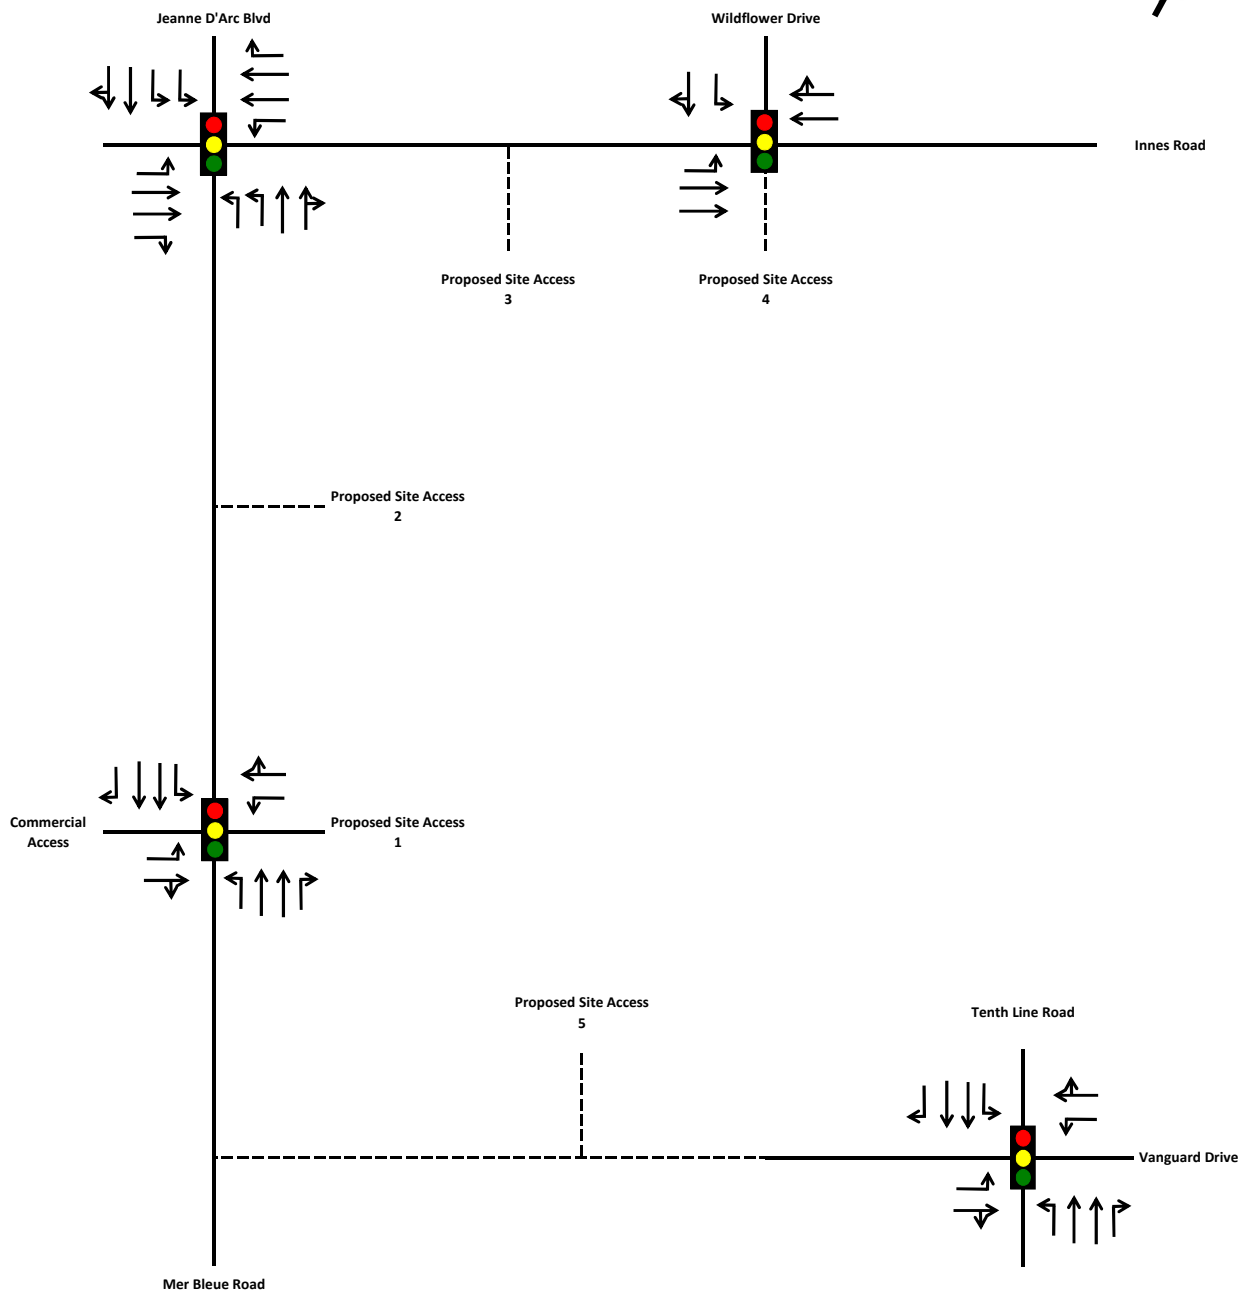 Jeanne D'Arc Blvd
Wildflower Drive
Innes Road
Proposed Site Access
3
Proposed Site Access
4
Proposed Site Access
2
Commercial
Access
Proposed Site Access
1
Proposed Site Access
5
Tenth Line Road
Vanguard Drive
Mer Bleue Road